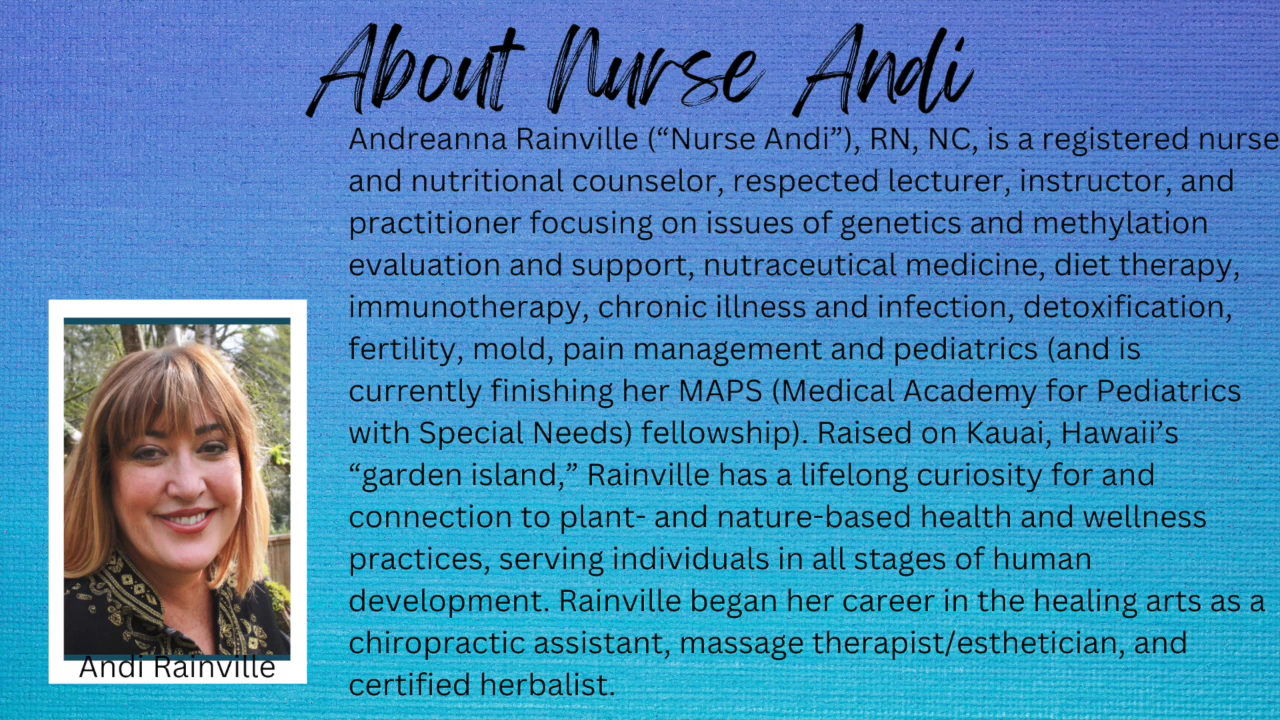 About Nurse Andi
Andreanna Rainville (“Nurse Andi”), RN, NC, is a registered nurse
and nutritional counselor, respected lecturer, instructor, and
practitioner focusing on issues of genetics and methylation
evaluation and support, nutraceutical medicine, diet therapy,
immunotherapy, chronic illness and infection, detoxification,
fertility, mold, pain management and pediatrics (and is
currently finishing her MAPS (Medical Academy for Pediatrics
with Special Needs) fellowship). Raised on Kauai, Hawaii’s
“garden island,” Rainville has a lifelong curiosity for and
connection to plant- and nature-based health and wellness
practices, serving individuals in all stages of human
development. Rainville began her career in the healing arts as a
chiropractic assistant, massage therapist/esthetician, and
certified herbalist.
Andi Rainville